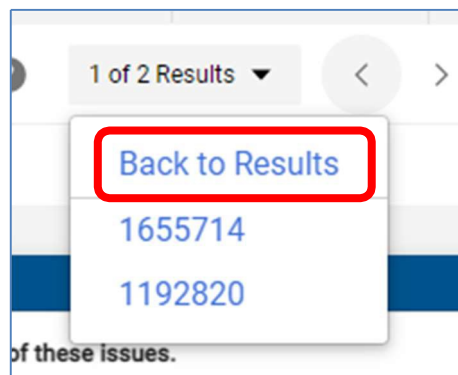 1 of 2 Results
Back to Results
1655714
1192820
of these issues.